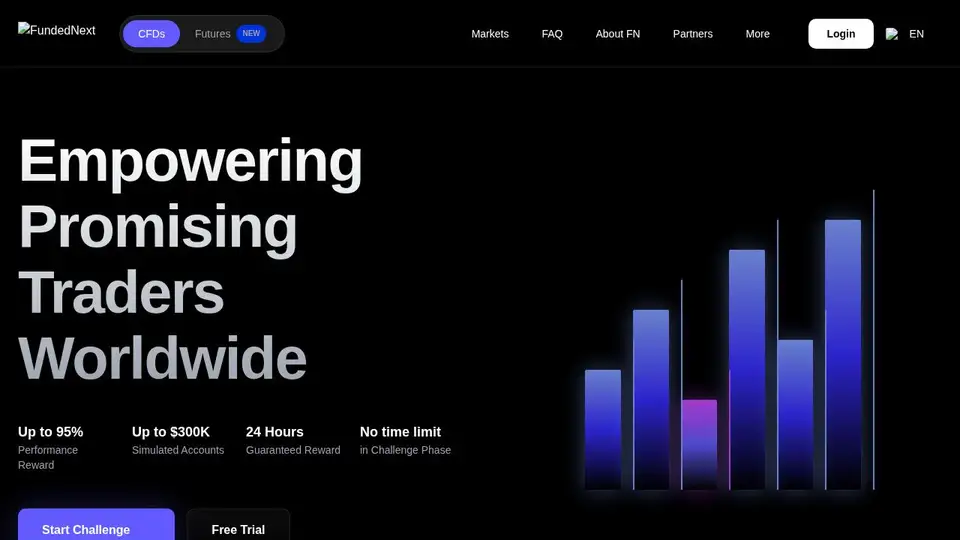 FundedNext
CFDs
Futures NEW
Markets
FAQ
About FN
Partners
More
Login
EN
Empowering
Promising
Traders
Worldwide
Up to 95%
Performance
Reward
Up to $300K
Simulated Accounts
24 Hours
Guaranteed Reward
No time limit
in Challenge Phase
Start Challenge
Free Trial